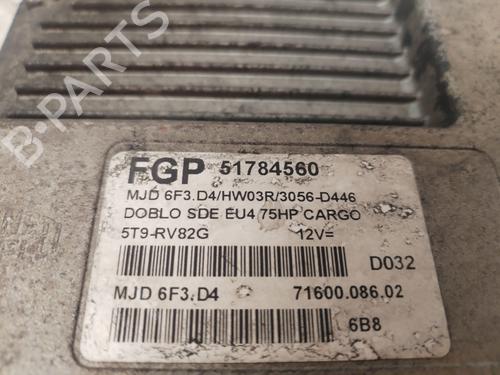 B-PARTS
FGP 51784560
MJD 6F3.D4/HW03R/3056-D446
DOBLO SDE EU4 75HP CARGO
5T9-RV82G 12V=
D032
MJD 6F3.D4 71600.086.02
6B8